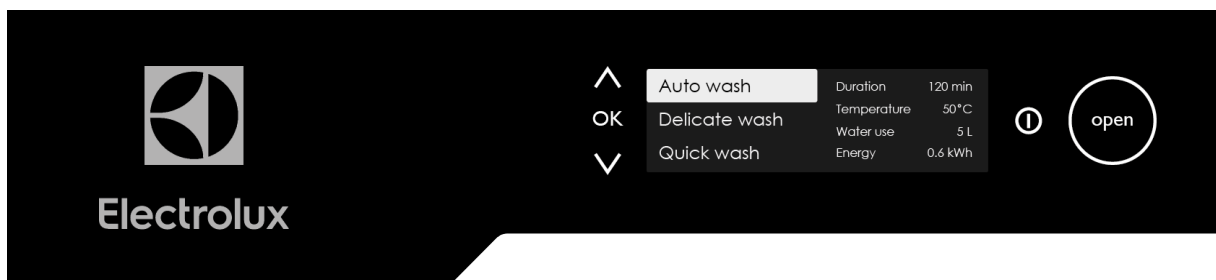 Electrolux
OK
Auto wash
Delicate wash
Quick wash
Duration 120 min
Temperature 50°C
Water use 5 L
Energy 0.6 kWh
open